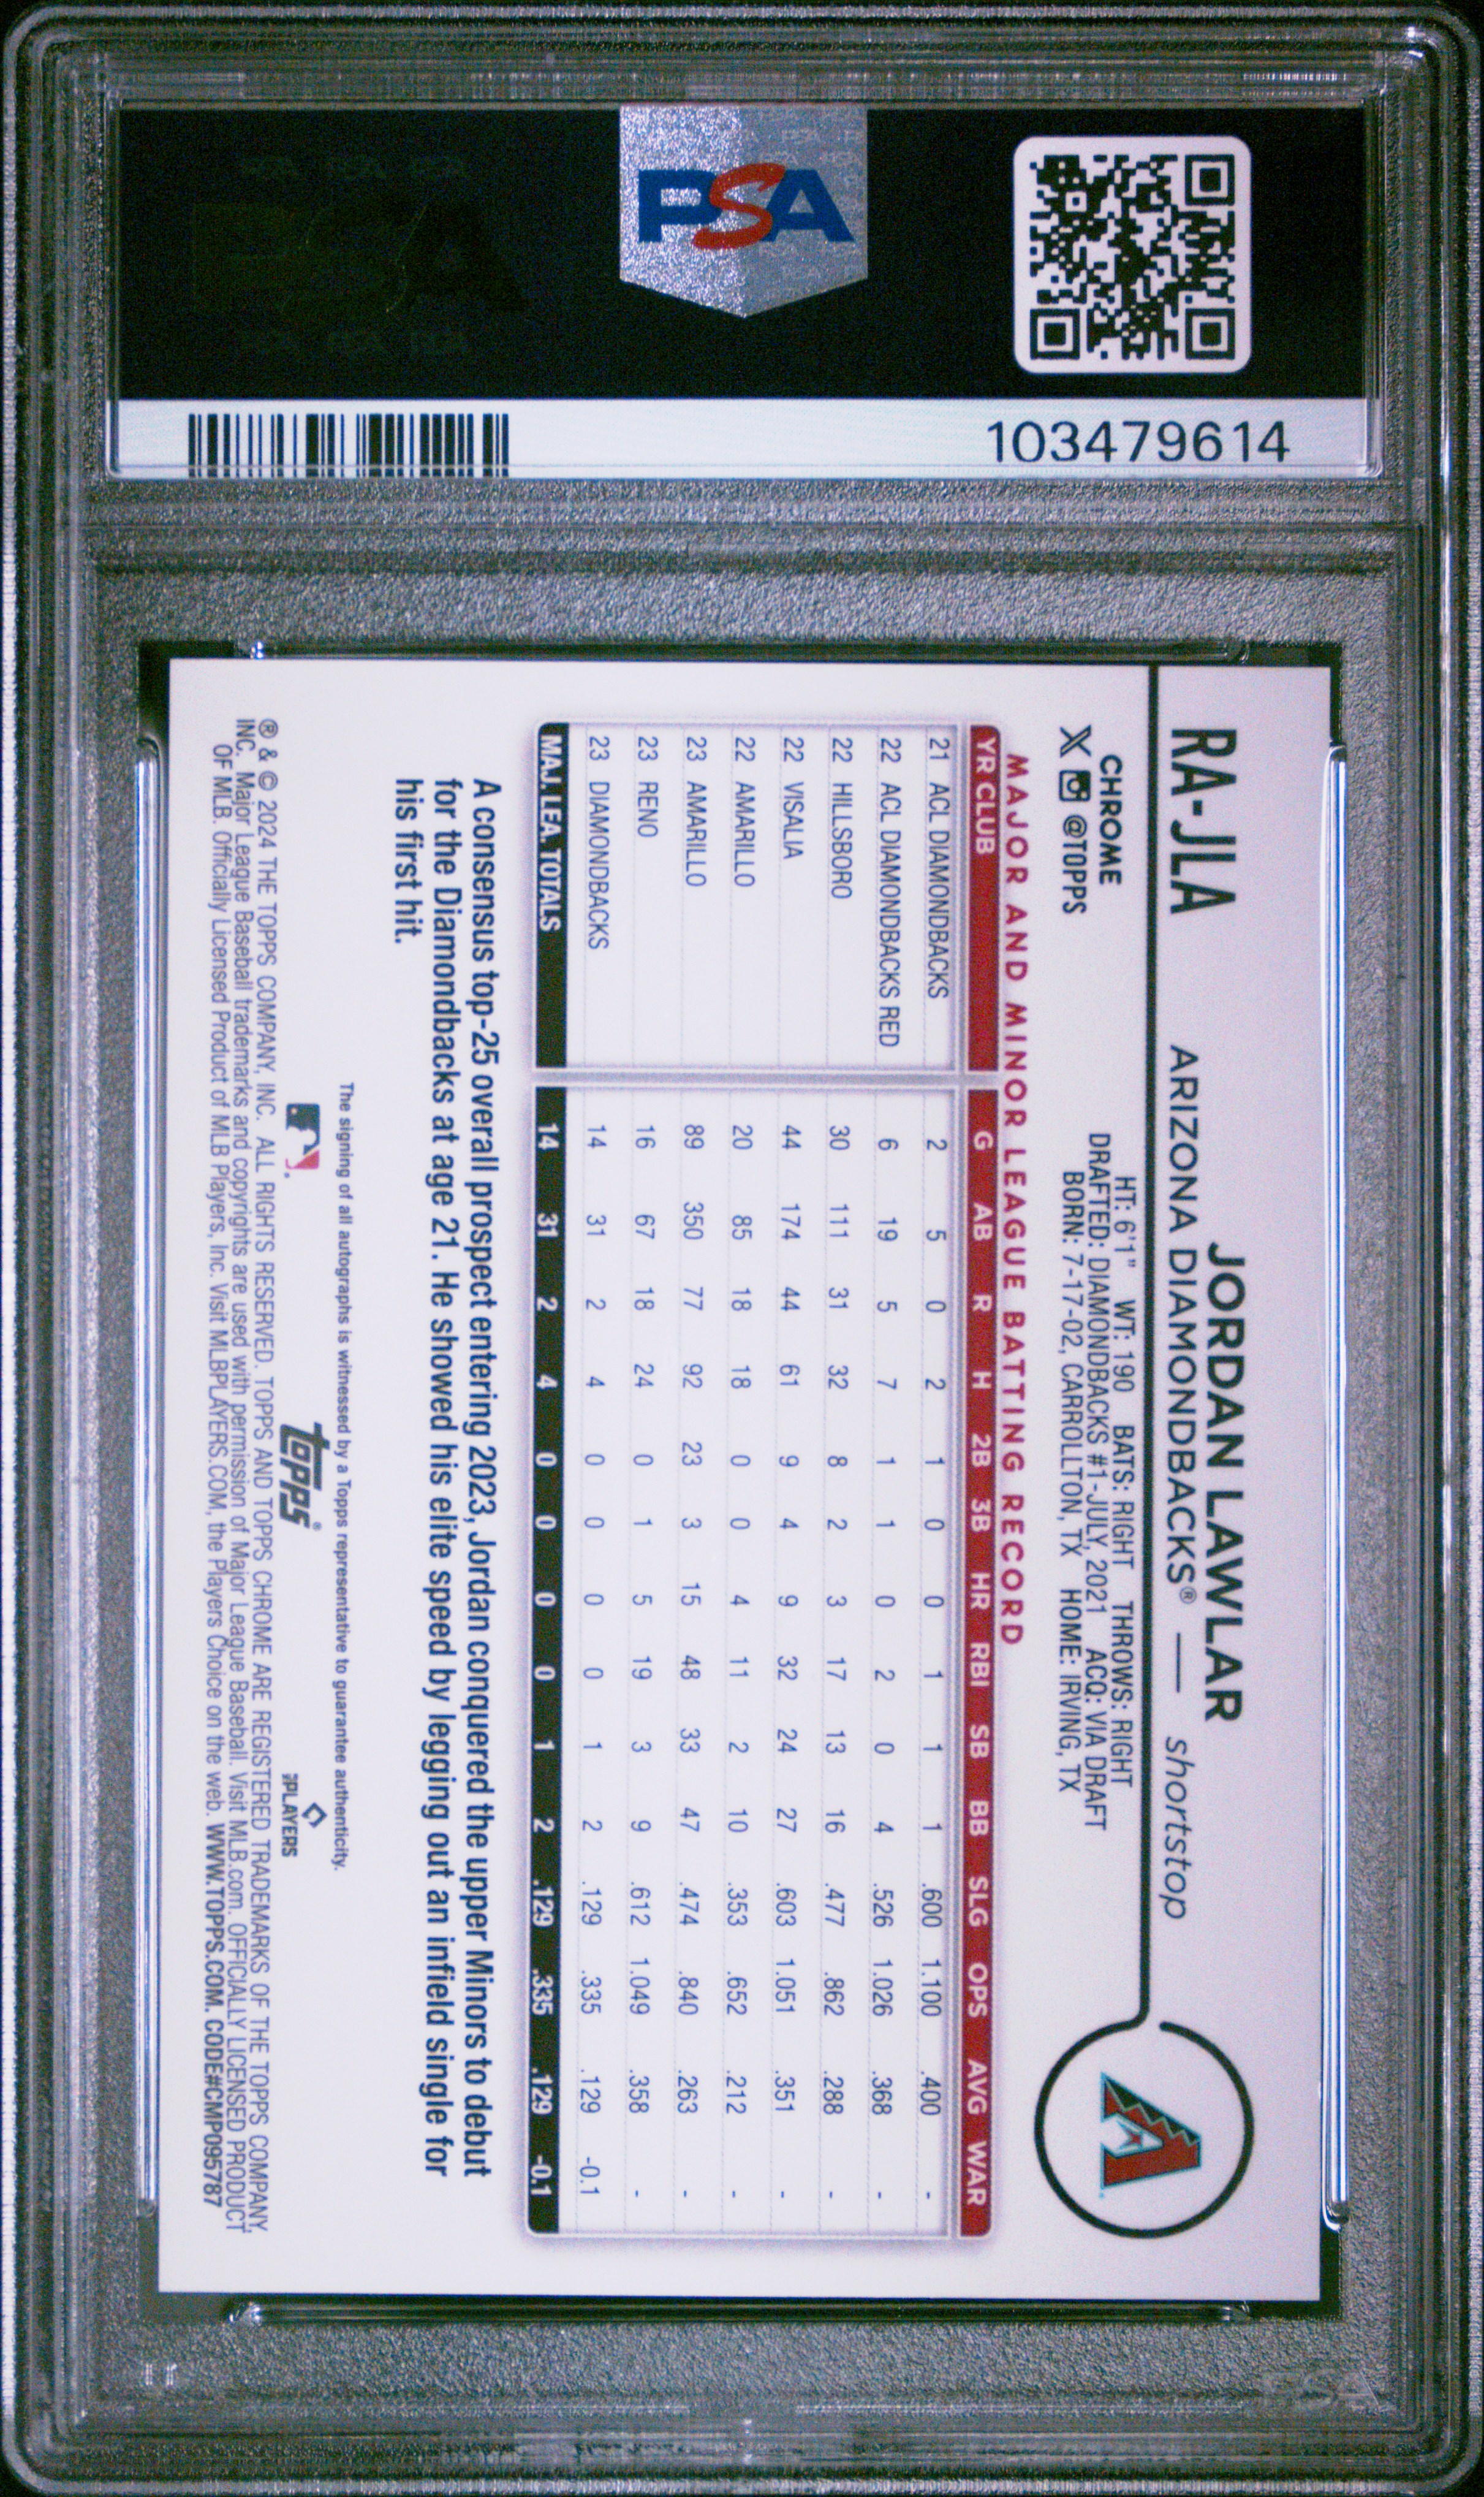 PSA
103479614
RA-JLA
JORDAN LAWLAR
ARIZONA DIAMONDBACKS® — shortstop
CHROME
X @TOPPS
HT: 6'1" WT: 190 BATS: RIGHT THROWS: RIGHT
DRAFTED: DIAMONDBACKS #1-JULY, 2021 ACQ: VIA DRAFT
BORN: 7-17-02, CARROLLTON, TX HOME: IRVING, TX
MAJOR AND MINOR LEAGUE BATTING RECORD
YR CLUB G AB R H 2B 3B HR RBI SB BB SLG OPS AVG WAR
21 ACL DIAMONDBACKS 2 5 0 2 1 0 0 1 1 1 .600 1.100 .400 -
22 ACL DIAMONDBACKS RED 6 19 5 7 1 1 0 2 0 4 .526 1.026 .368 -
22 HILLSBORO 30 111 31 32 8 2 3 17 13 16 .477 .862 .288 -
22 VISALIA 44 174 44 61 9 4 9 32 24 27 .603 1.051 .351 -
22 AMARILLO 20 85 18 18 0 0 4 11 2 10 .353 .652 .212 -
23 AMARILLO 89 350 77 92 23 3 15 48 33 47 .474 .840 .263 -
23 RENO 16 67 18 24 0 1 5 19 3 9 .612 1.049 .358 -
23 DIAMONDBACKS 14 31 2 4 0 0 0 0 1 2 .129 .335 .129 -0.1
MAJ. LEA. TOTALS 14 31 2 4 0 0 0 0 1 2 .129 .335 .129 -0.1
A consensus top-25 overall prospect entering 2023, Jordan conquered the upper Minors to debut
for the Diamondbacks at age 21. He showed his elite speed by legging out an infield single for
his first hit.
The signing of all autographs is witnessed by a Topps representative to guarantee authenticity.
topps®
PLAYERS
® & © 2024 THE TOPPS COMPANY, INC. ALL RIGHTS RESERVED. TOPPS AND TOPPS CHROME ARE REGISTERED TRADEMARKS OF THE TOPPS COMPANY,
INC. Major League Baseball trademarks and copyrights are used with permission of Major League Baseball. Visit MLB.com. OFFICIALLY LICENSED PRODUCT
OF MLB. Officially Licensed Product of MLB Players, Inc. Visit MLBPLAYERS.COM, the Players Choice on the web. WWW.TOPPS.COM. CODE#CMP095787